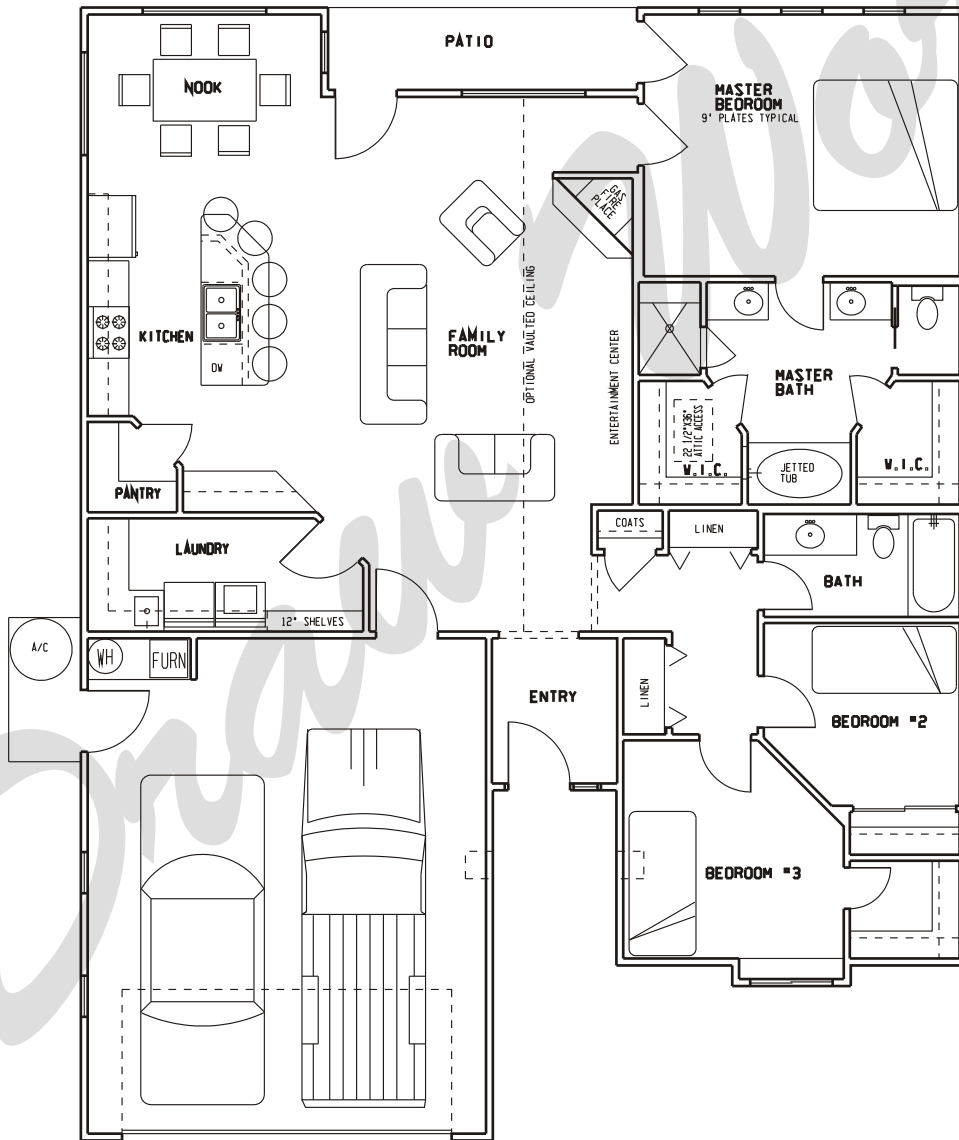 PATIO
NOOK
MASTER
BEDROOM
9' PLATES TYPICAL
GAS
FIRE
PLACE
KITCHEN
FAMILY
ROOM
OPTIONAL VAULTED CEILING
ENTERTAINMENT CENTER
DW
MASTER
BATH
22 1/2"X36"
ATTIC ACCESS
W.I.C.
JETTED
TUB
W.I.C.
PANTRY
COATS
LINEN
LAUNDRY
BATH
12" SHELVES
A/C
WH
FURN
ENTRY
LINEN
BEDROOM #2
BEDROOM #3
Draw